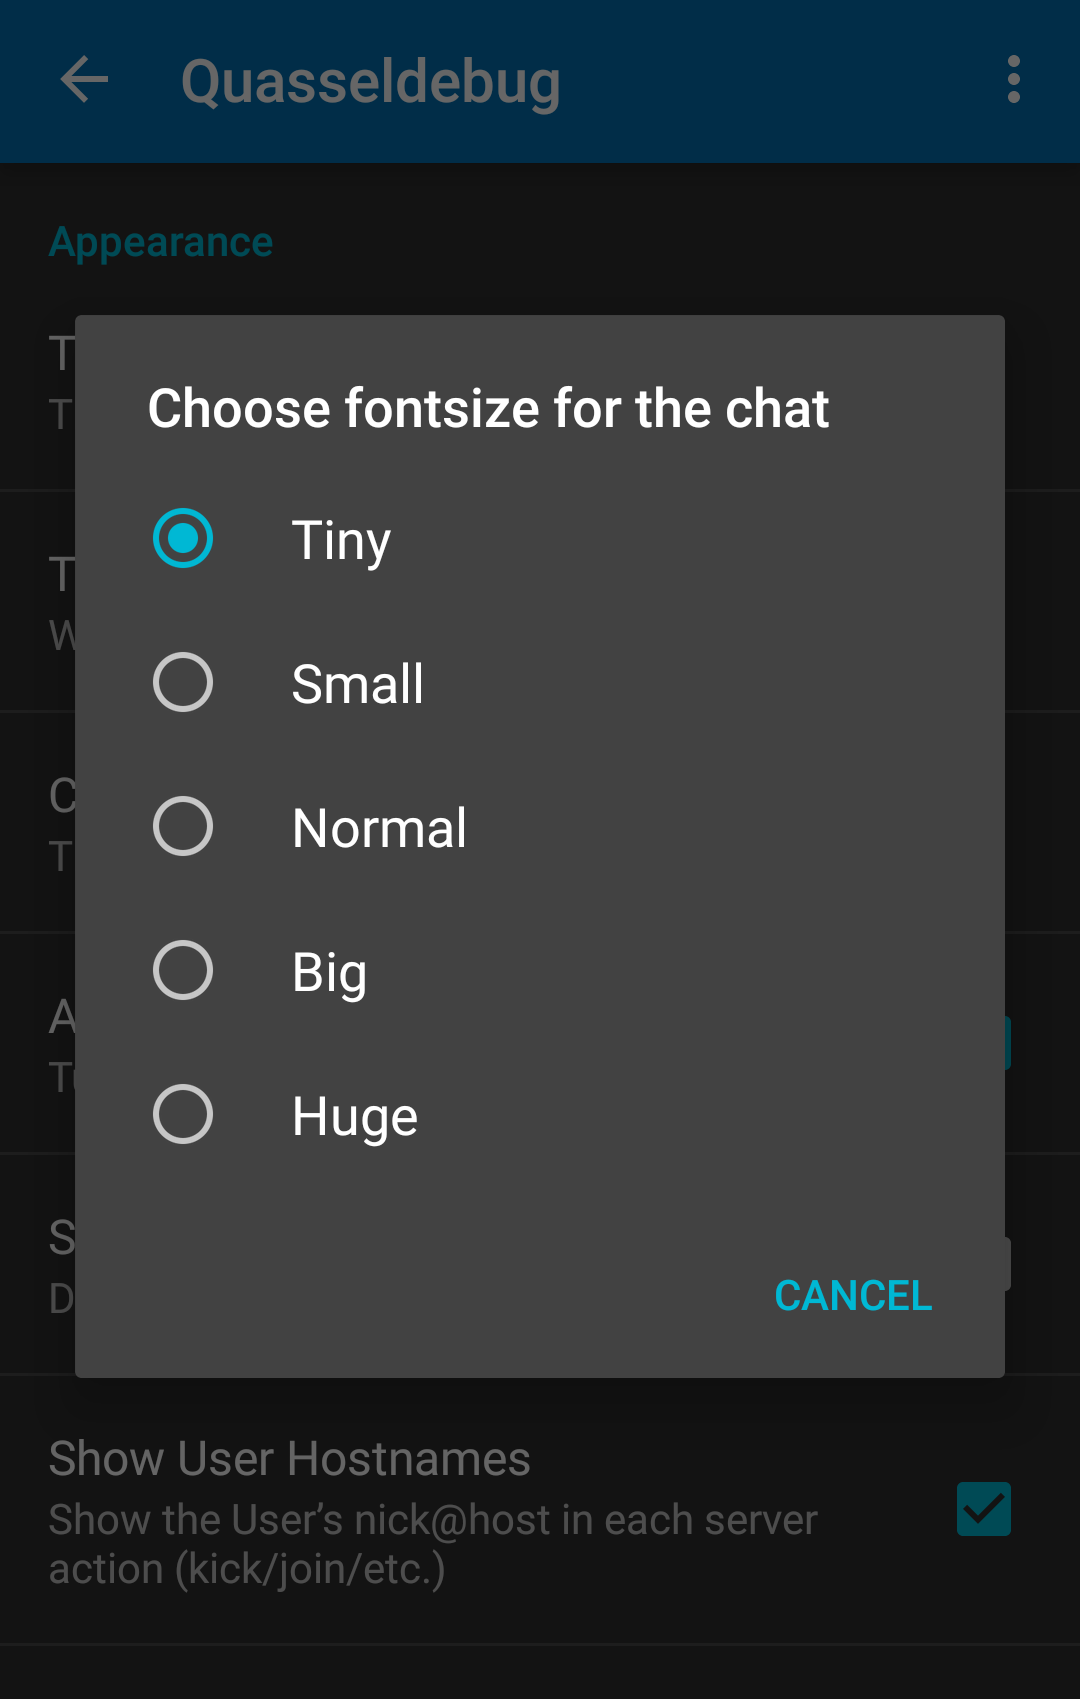 Quasseldebug
Appearance
Choose fontsize for the chat
Tiny
Small
Normal
Big
Huge
CANCEL
Show User Hostnames
Show the User’s nick@host in each server
action (kick/join/etc.)